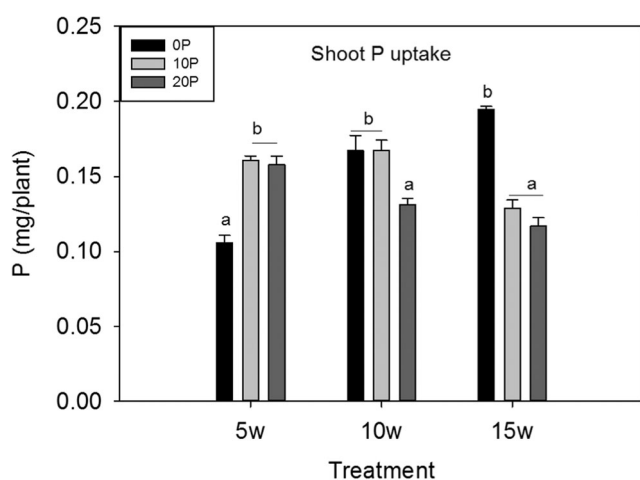 0.25
0P
10P
20P
Shoot P uptake
0.20
0.15
0.10
0.05
0.00
P (mg/plant)
a
b
b
a
b
a
5w
10w
15w
Treatment